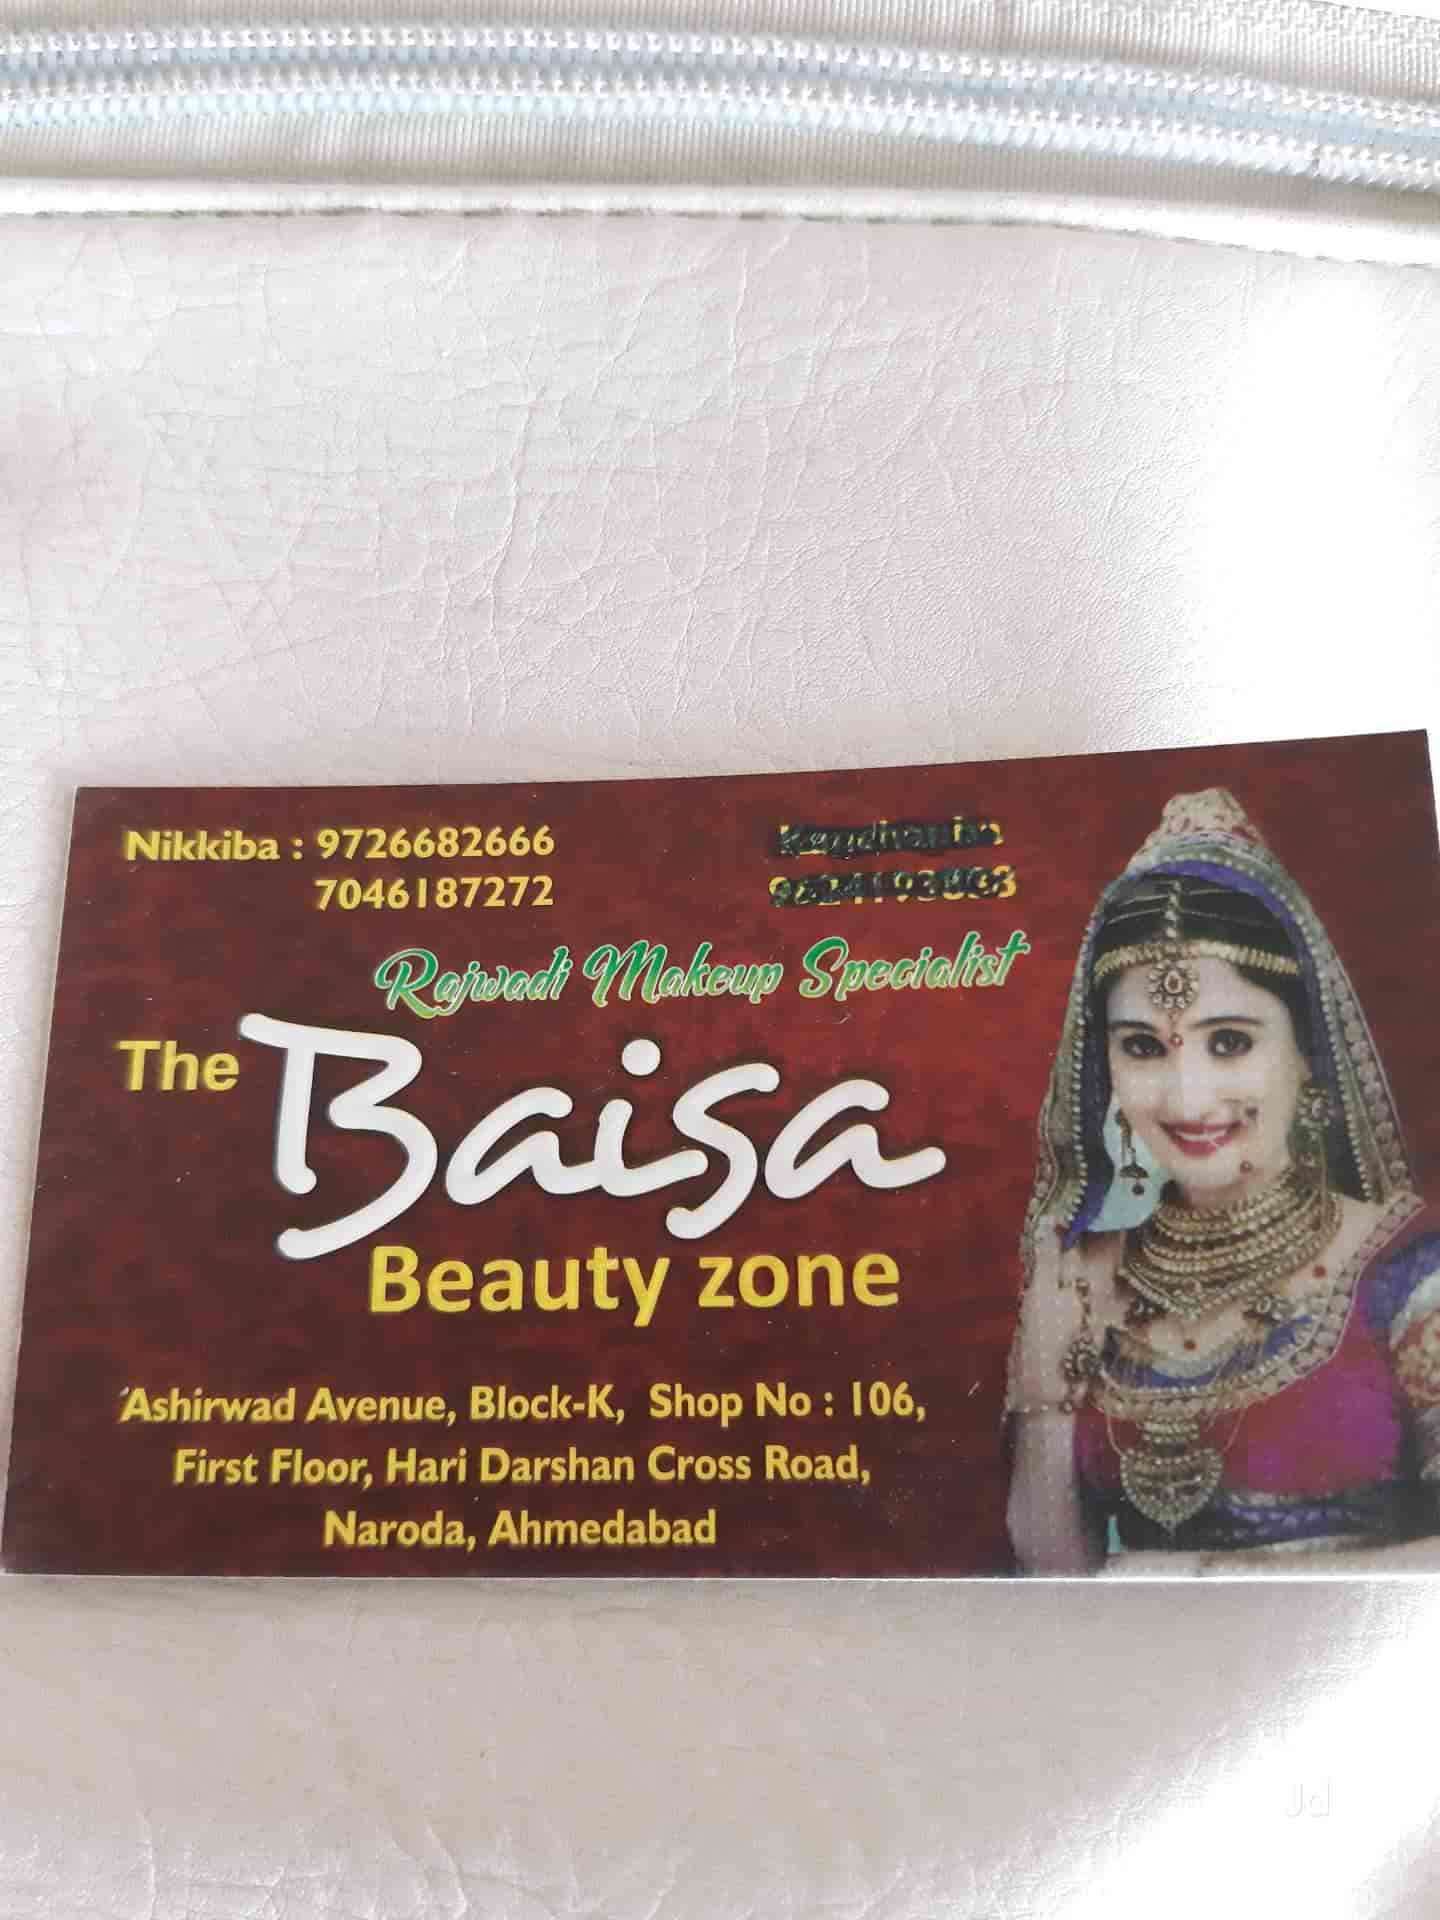 Nikkiba : 9726682666
7046187272
Rajwadi Makeup Specialist
The Baisa
Beauty zone
Ashirwad Avenue, Block-K, Shop No : 106,
First Floor, Hari Darshan Cross Road,
Naroda, Ahmedabad
Jd